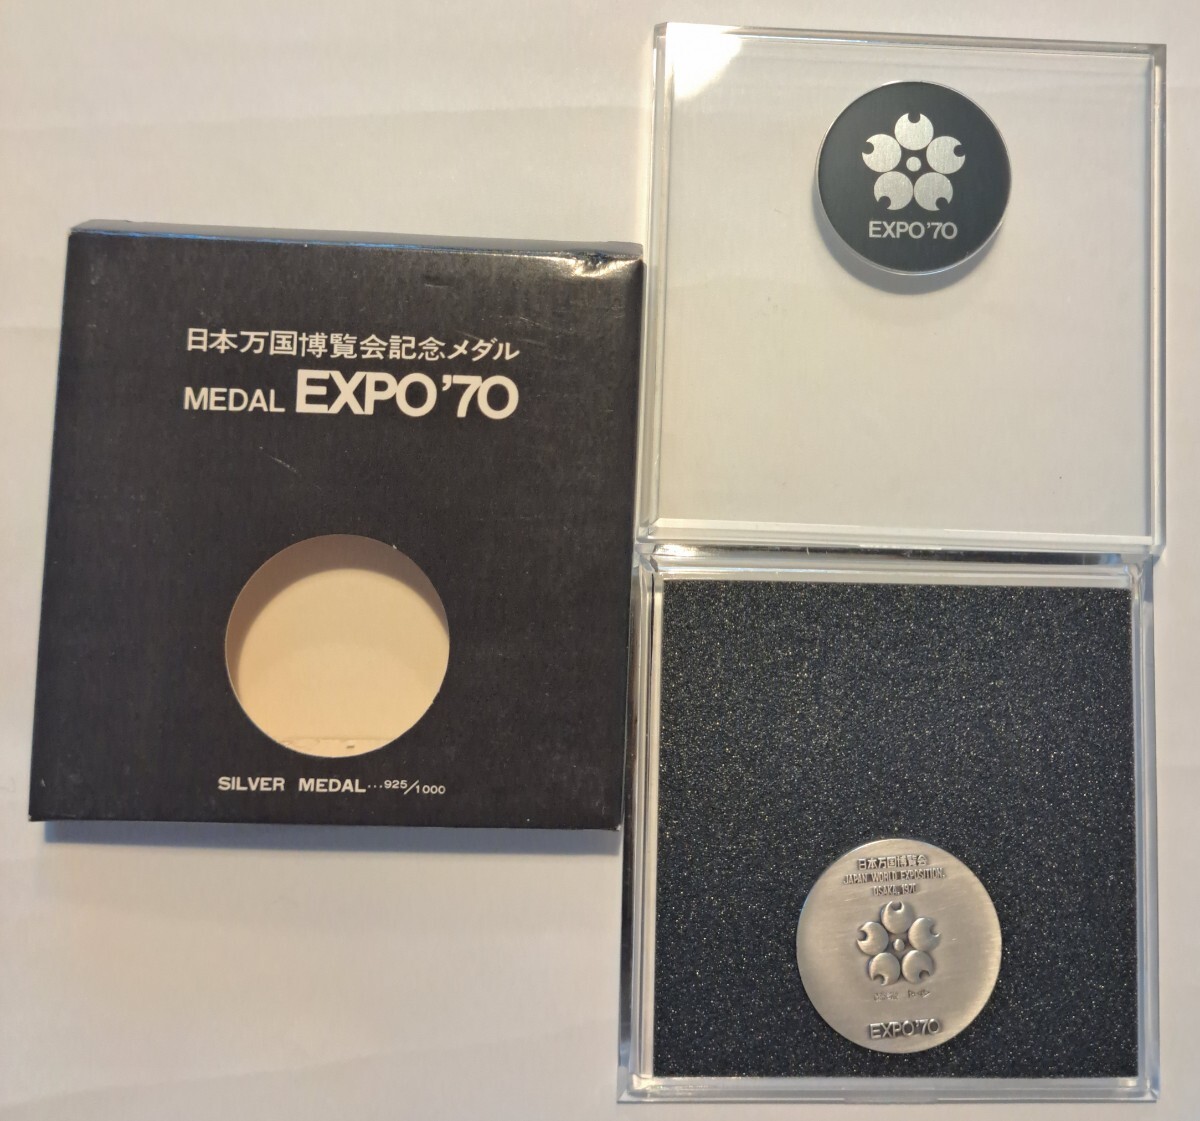 日本万国博覧会記念メダル
MEDAL EXPO'70
SILVER MEDAL...925/1000
EXPO'70
日本万国博覧会
JAPAN WORLD EXPOSITION,
OSAKA, 1970
EXPO'70